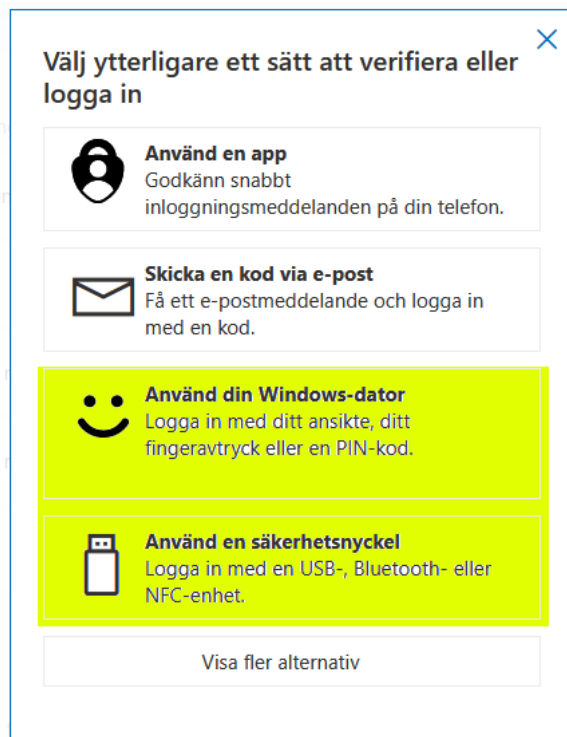 Välj ytterligare ett sätt att verifiera eller
logga in
Använd en app
Godkänn snabbt
inloggningsmeddelanden på din telefon.
Skicka en kod via e-post
Få ett e-postmeddelande och logga in
med en kod.
Använd din Windows-dator
Logga in med ditt ansikte, ditt
fingeravtryck eller en PIN-kod.
Använd en säkerhetsnyckel
Logga in med en USB-, Bluetooth- eller
NFC-enhet.
Visa fler alternativ